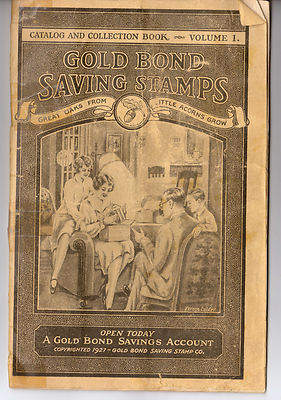 CATALOG AND COLLECTION BOOK ~ VOLUME 1.
GOLD BOND
SAVING STAMPS
GREAT OAKS FROM LITTLE ACORNS GROW
OPEN TODAY
A GOLD BOND SAVINGS ACCOUNT
COPYRIGHTED 1927 - GOLD BOND SAVING STAMP CO.